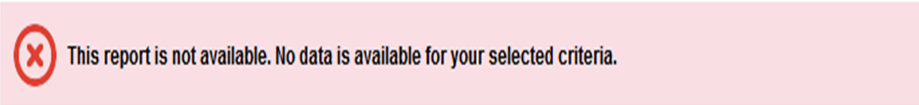 This report is not available. No data is available for your selected criteria.